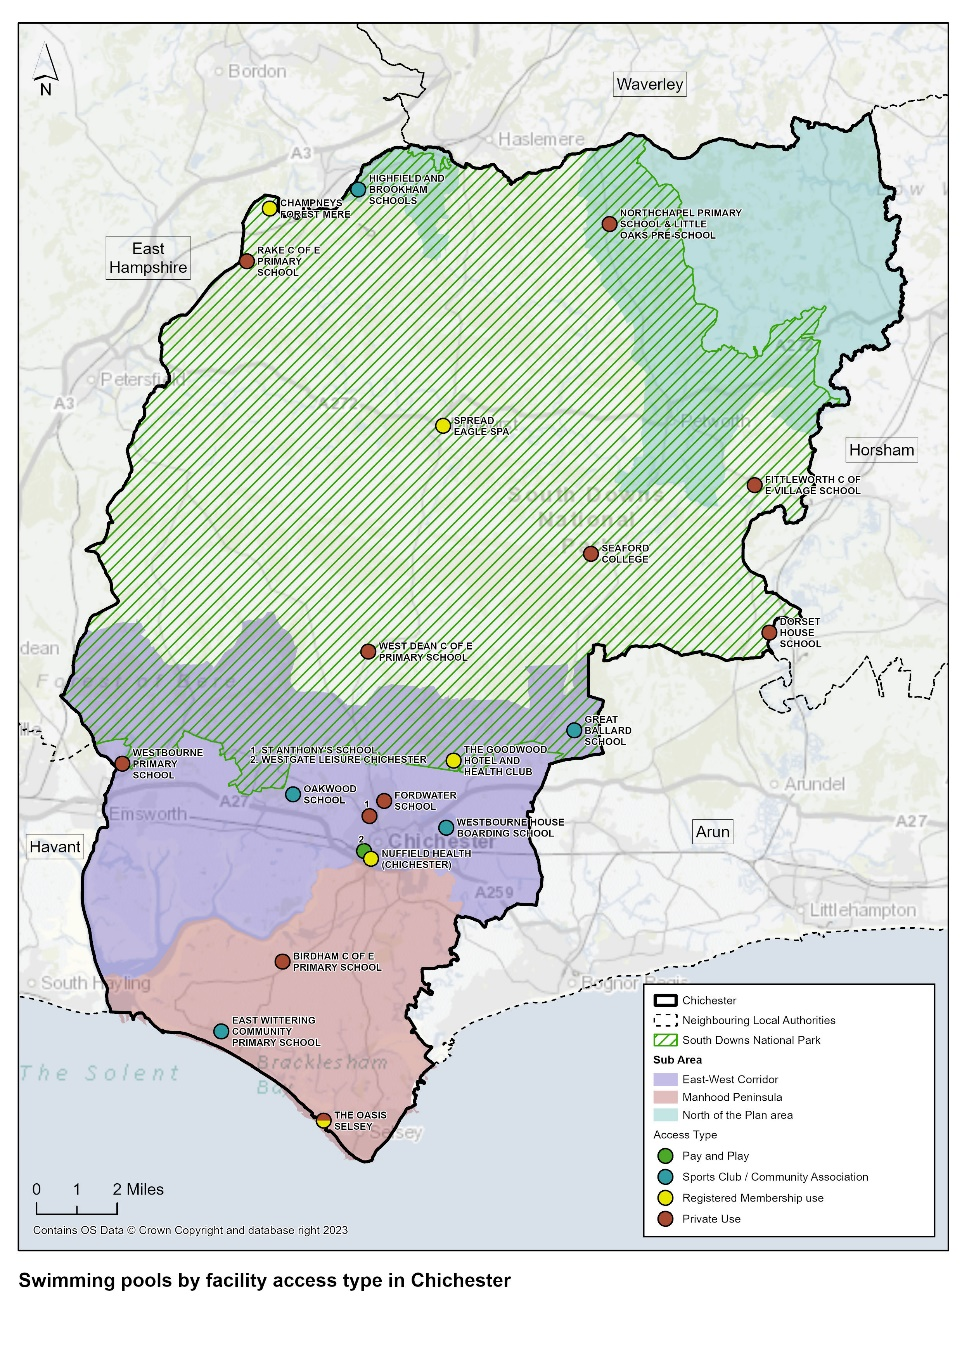 Bordon
Waverley
N
Haslemere
A3
HIGHFIELD AND
BROOKHAM
SCHOOLS
CHAMPNEYS
FOREST MERE
NORTHCHAPEL PRIMARY
SCHOOL & LITTLE
OAKS PRE-SCHOOL
East
Hampshire
RAKE C OF E
PRIMARY
SCHOOL
A272
Petersfield
A3
A272
SPREAD
EAGLE SPA
Petworth
Horsham
FITTLEWORTH C OF
E VILLAGE SCHOOL
South Downs
National
Park
SEAFORD
COLLEGE
DORSET
HOUSE
SCHOOL
WEST DEAN C OF E
PRIMARY SCHOOL
dean
GREAT
BALLARD
SCHOOL
WESTBOURNE
PRIMARY
SCHOOL
1. ST ANTHONY'S SCHOOL
2. WESTGATE LEISURE CHICHESTER
THE GOODWOOD
HOTEL AND
HEALTH CLUB
Arundel
OAKWOOD
SCHOOL
A27
FORDWATER
SCHOOL
1
Emsworth
WESTBOURNE HOUSE
BOARDING SCHOOL
Arun
A27
Havant
Chichester
2
NUFFIELD HEALTH
(CHICHESTER)
A259
Littlehampton
BIRDHAM C OF E
PRIMARY SCHOOL
South Hayling
Bognor Regis
EAST WITTERING
COMMUNITY
PRIMARY SCHOOL
The Solent
Bracklesham
Bay
THE OASIS
SELSEY
Selsey
Chichester
Neighbouring Local Authorities
South Downs National Park
Sub Area
East-West Corridor
Manhood Peninsula
North of the Plan area
Access Type
Pay and Play
Sports Club / Community Association
Registered Membership use
Private Use
0 1 2 Miles
Contains OS Data © Crown Copyright and database right 2023
Swimming pools by facility access type in Chichester